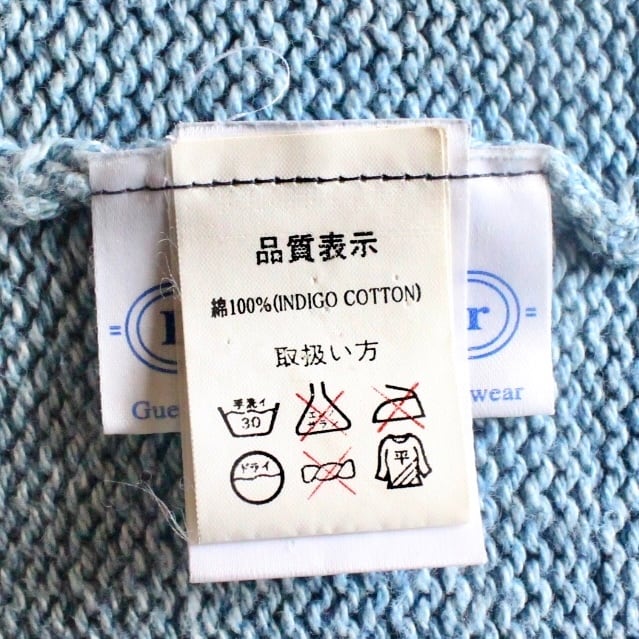 品質表示
綿100%(INDIGO COTTON)
取扱い方
手洗イ
30
エンソ
サラシ
ドライ
平
r
Gue
wear